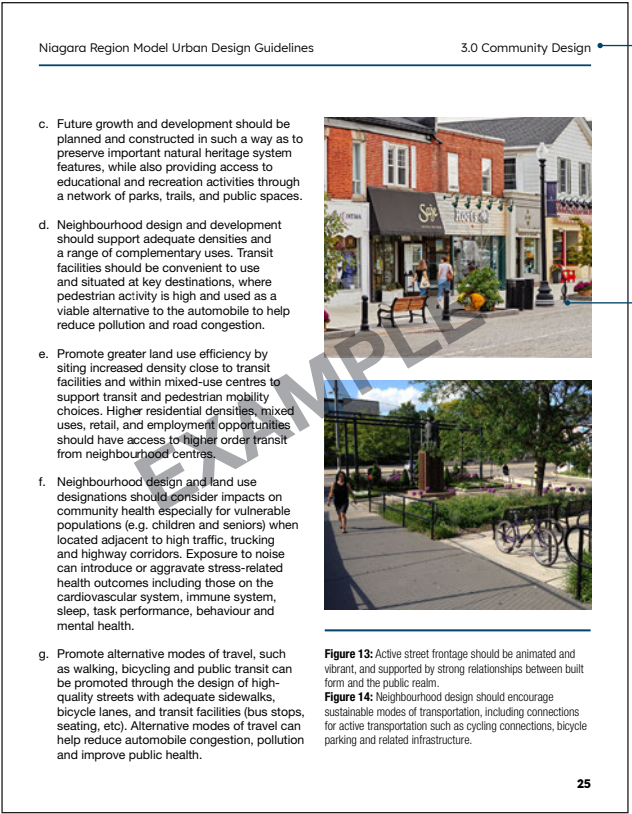 Niagara Region Model Urban Design Guidelines
3.0 Community Design
c. Future growth and development should be
planned and constructed in such a way as to
preserve important natural heritage system
features, while also providing access to
educational and recreation activities through
a network of parks, trails, and public spaces.
d. Neighbourhood design and development
should support adequate densities and
a range of complementary uses. Transit
facilities should be convenient to use
and situated at key destinations, where
pedestrian activity is high and used as a
viable alternative to the automobile to help
reduce pollution and road congestion.
e. Promote greater land use efficiency by
siting increased density close to transit
facilities and within mixed-use centres to
support transit and pedestrian mobility
choices. Higher residential densities, mixed
uses, retail, and employment opportunities
should have access to higher order transit
from neighbourhood centres.
f. Neighbourhood design and land use
designations should consider impacts on
community health especially for vulnerable
populations (e.g. children and seniors) when
located adjacent to high traffic, trucking
and highway corridors. Exposure to noise
can introduce or aggravate stress-related
health outcomes including those on the
cardiovascular system, immune system,
sleep, task performance, behaviour and
mental health.
g. Promote alternative modes of travel, such
as walking, bicycling and public transit can
be promoted through the design of high-
quality streets with adequate sidewalks,
bicycle lanes, and transit facilities (bus stops,
seating, etc). Alternative modes of travel can
help reduce automobile congestion, pollution
and improve public health.
EXAMPLE
Figure 13: Active street frontage should be animated and
vibrant, and supported by strong relationships between built
form and the public realm.
Figure 14: Neighbourhood design should encourage
sustainable modes of transportation, including connections
for active transportation such as cycling connections, bicycle
parking and related infrastructure.
25